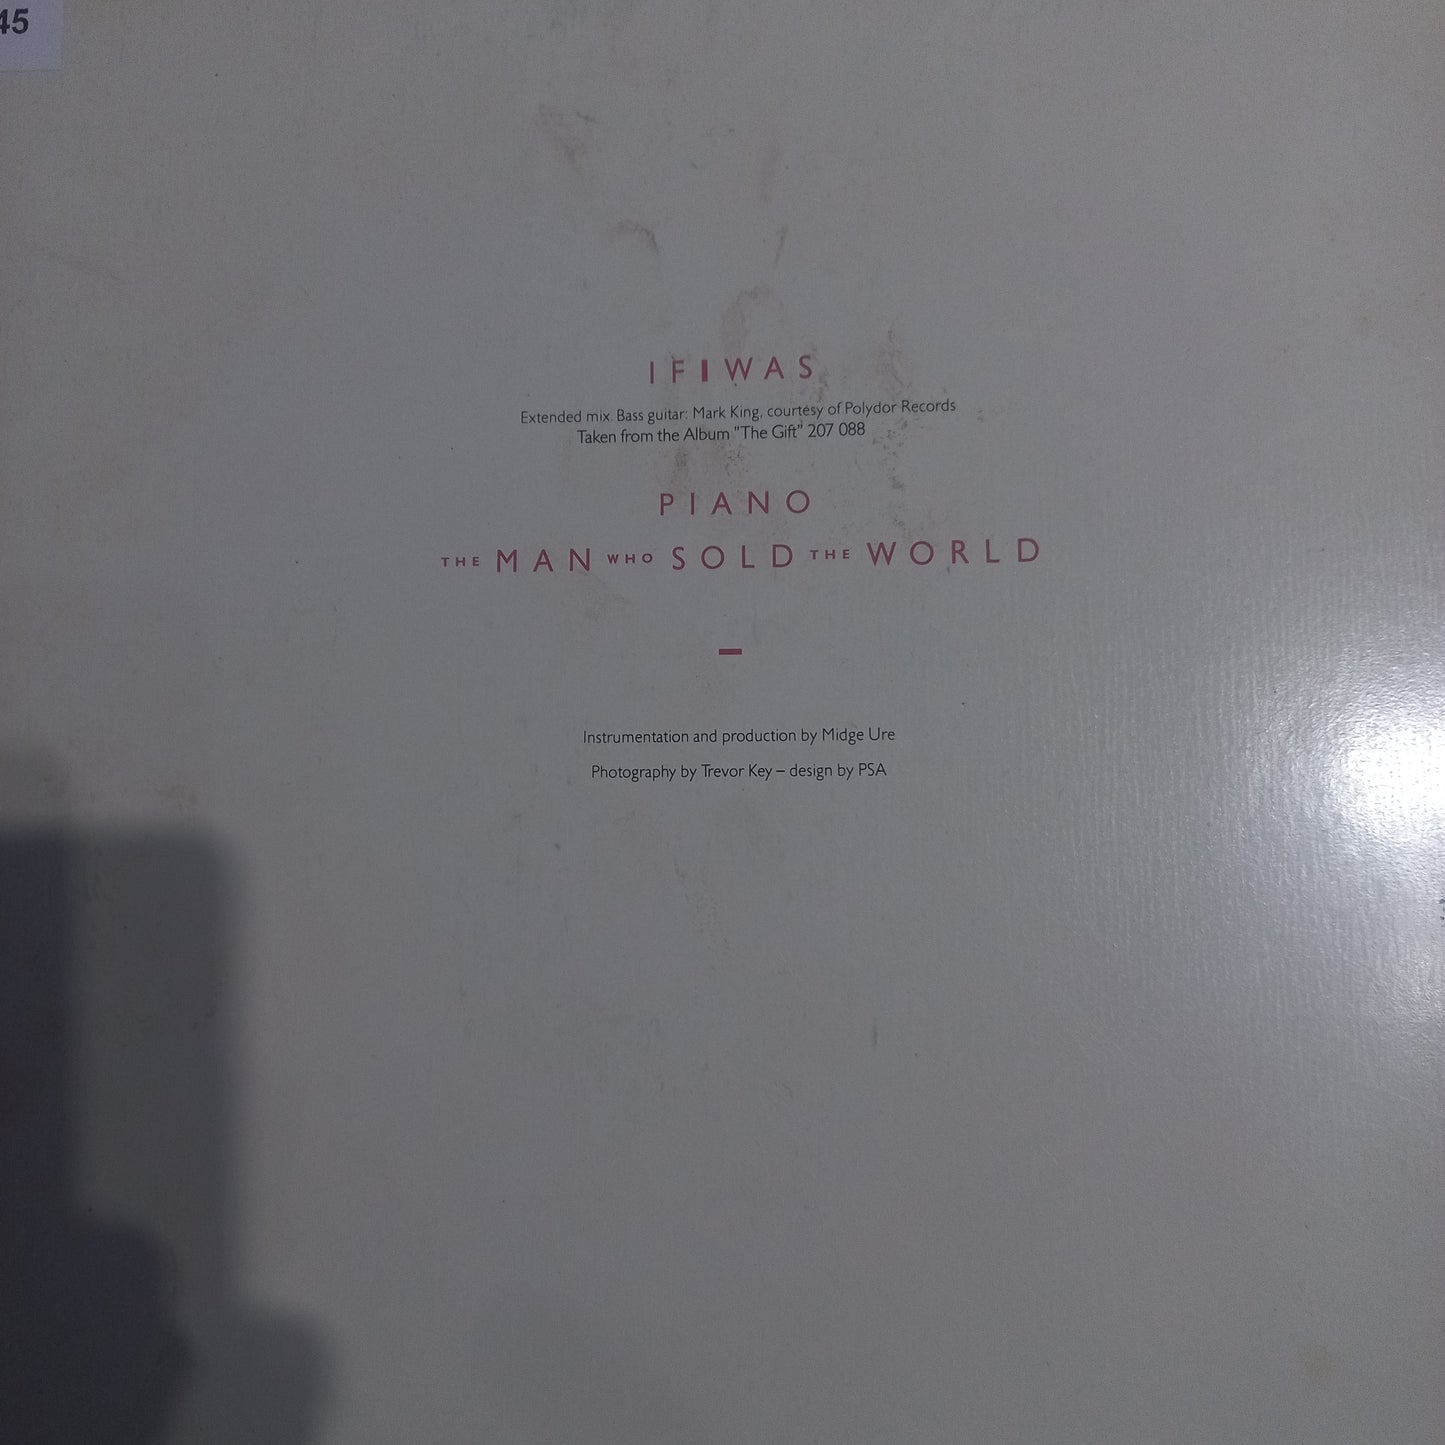 45
I F I WAS
Extended mix. Bass guitar: Mark King, courtesy of Polydor Records
Taken from the Album "The Gift" 207 088
PIANO
THE MAN WHO SOLD THE WORLD
Instrumentation and production by Midge Ure
Photography by Trevor Key – design by PSA